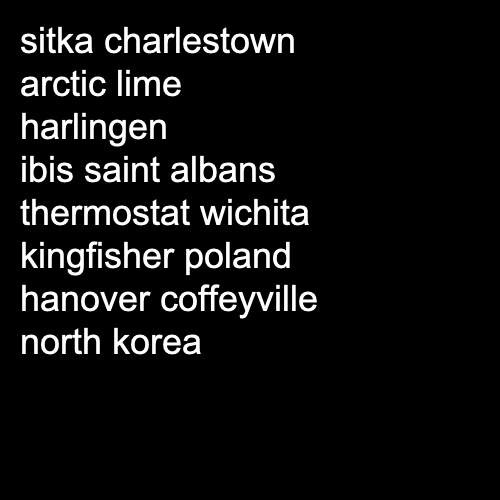 sitka charlestown
arctic lime
harlingen
ibis saint albans
thermostat wichita
kingfisher poland
hanover coffeyville
north korea